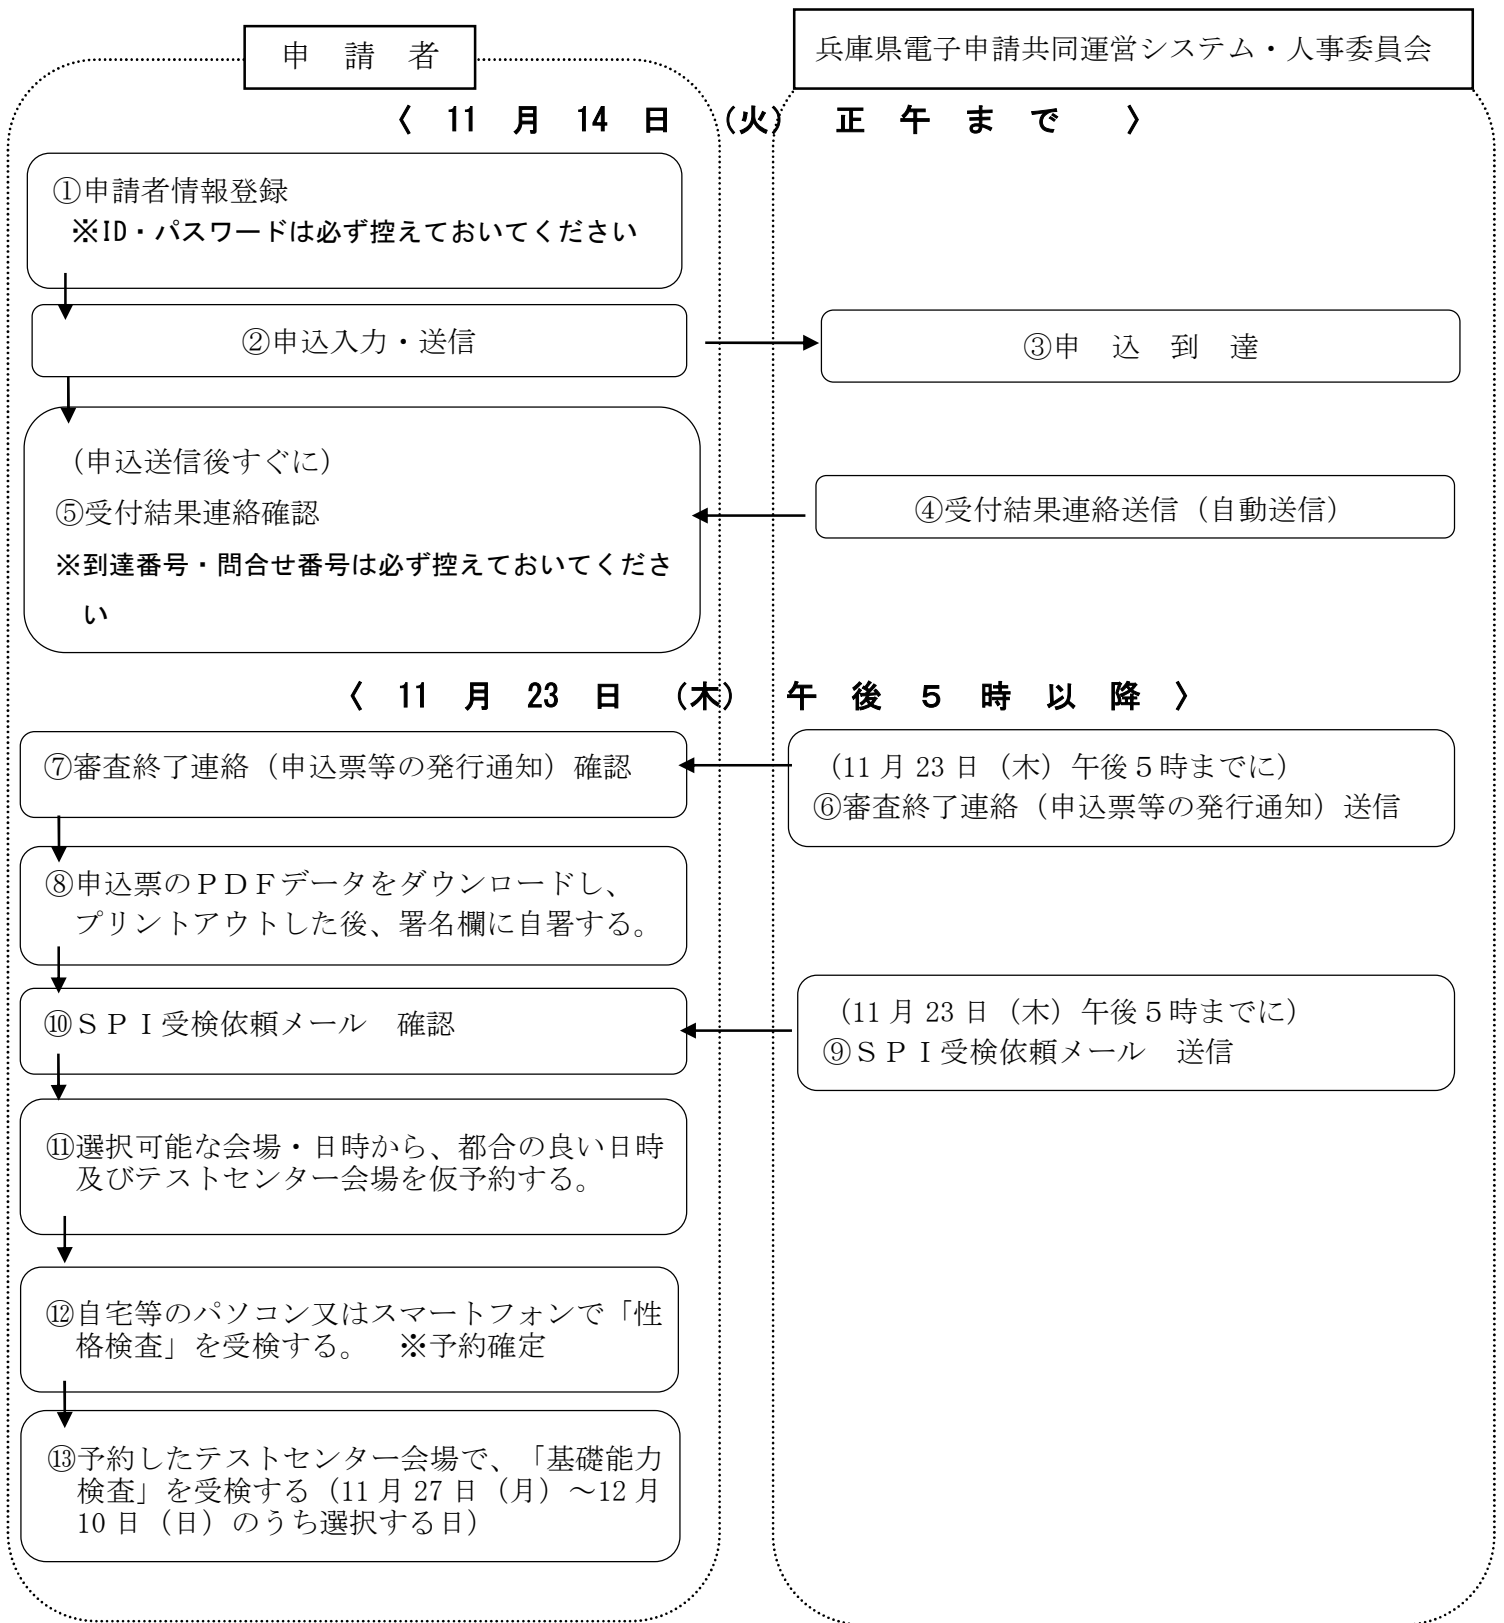 申　請　者
兵庫県電子申請共同運営システム・人事委員会
〈　11　月　14　日　（火）　正　午　ま　で　〉
①申請者情報登録
※ID・パスワードは必ず控えておいてください
②申込入力・送信
③申　込　到　達
（申込送信後すぐに）
⑤受付結果連絡確認
※到達番号・問合せ番号は必ず控えておいてくださ
い
④受付結果連絡送信（自動送信）
〈　11　月　23　日　（木）　午　後　５　時　以　降　〉
⑦審査終了連絡（申込票等の発行通知）確認
（11月23日（木）午後５時までに）
⑥審査終了連絡（申込票等の発行通知）送信
⑧申込票のＰＤＦデータをダウンロードし、
プリントアウトした後、署名欄に自署する。
⑩ＳＰＩ受検依頼メール　確認
（11月23日（木）午後５時までに）
⑨ＳＰＩ受検依頼メール　送信
⑪選択可能な会場・日時から、都合の良い日時
及びテストセンター会場を仮予約する。
⑫自宅等のパソコン又はスマートフォンで「性
格検査」を受検する。　※予約確定
⑬予約したテストセンター会場で、「基礎能力
検査」を受検する（11月27日（月）～12月
10日（日）のうち選択する日）